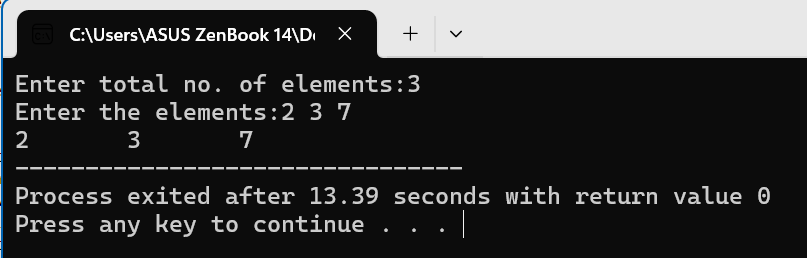 C:\Users\ASUS ZenBook 14\De
Enter total no. of elements:3
Enter the elements:2 3 7
2       3       7
--------------------------------
Process exited after 13.39 seconds with return value 0
Press any key to continue . . .